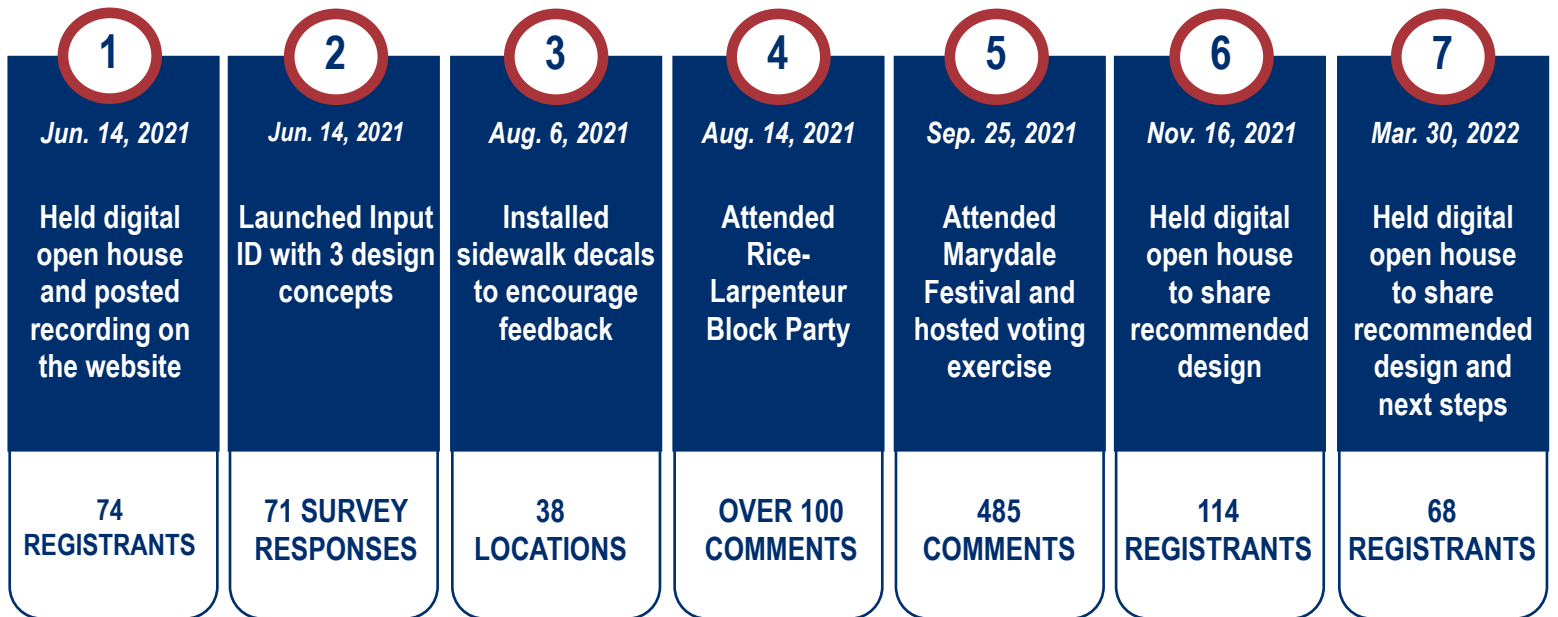 1
Jun. 14, 2021
Held digital
open house
and posted
recording on
the website
74
REGISTRANTS
2
Jun. 14, 2021
Launched Input
ID with 3 design
concepts
71 SURVEY
RESPONSES
3
Aug. 6, 2021
Installed
sidewalk decals
to encourage
feedback
38
LOCATIONS
4
Aug. 14, 2021
Attended
Rice-
Larpenteur
Block Party
OVER 100
COMMENTS
5
Sep. 25, 2021
Attended
Marydale
Festival and
hosted voting
exercise
485
COMMENTS
6
Nov. 16, 2021
Held digital
open house
to share
recommended
design
114
REGISTRANTS
7
Mar. 30, 2022
Held digital
open house
to share
recommended
design and
next steps
68
REGISTRANTS